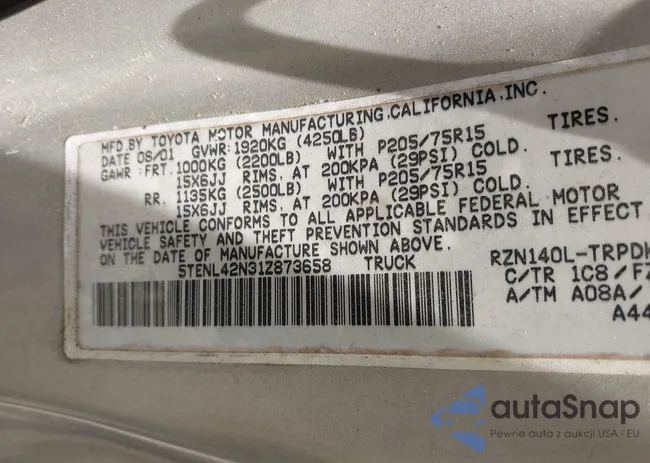 MFD.BY TOYOTA MOTOR MANUFACTURING.CALIFORNIA.INC.
DATE 08/01 GVWR:1920KG (4250LB)
GAWR:FRT.1000KG (2200LB) WITH P205/75R15 TIRES.
15X6JJ RIMS, AT 200KPA (29PSI) COLD.
RR. 1135KG (2500LB) WITH P205/75R15 TIRES.
15X6JJ RIMS, AT 200KPA (29PSI) COLD.
THIS VEHICLE CONFORMS TO ALL APPLICABLE FEDERAL MOTOR
VEHICLE SAFETY AND THEFT PREVENTION STANDARDS IN EFFECT
ON THE DATE OF MANUFACTURE SHOWN ABOVE.
5TENL42N31Z873658 TRUCK
RZN140L-TRPD
C/TR 1C8/F
A/TM A08A/
A44
autaSnap
Pewne auta z aukcji USA / EU